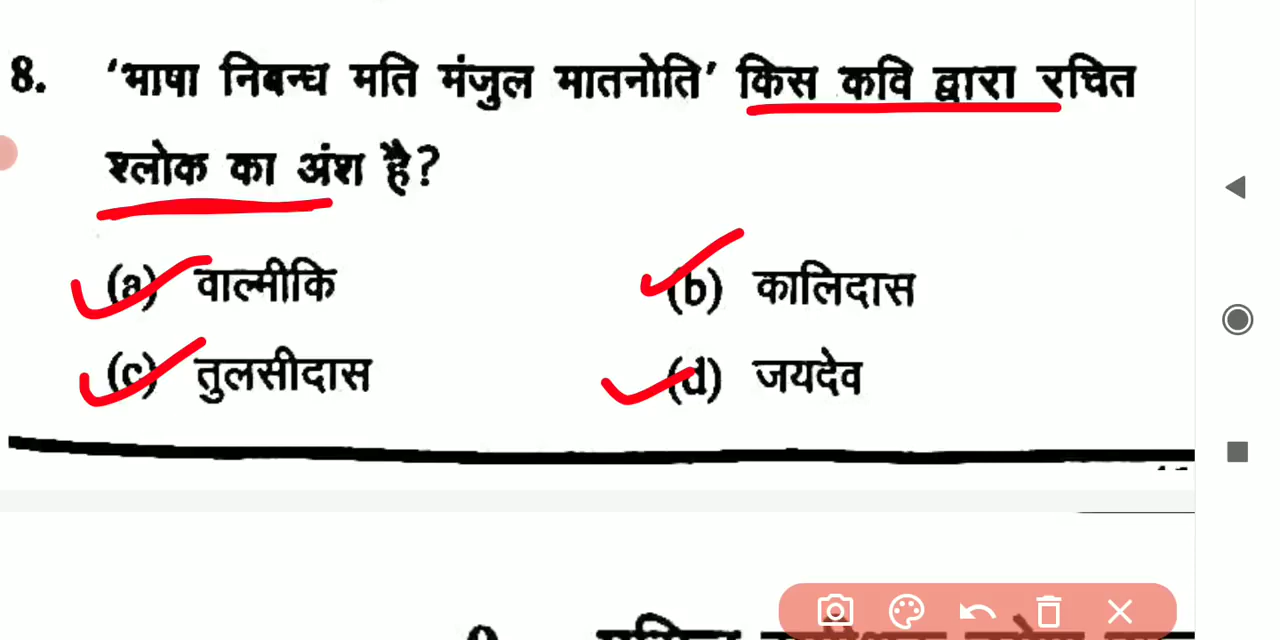 8. ‘भाषा निबन्ध मति मंजुल मातनोति’ किस कवि द्वारा रचित
श्लोक का अंश है?
(a) वाल्मीकि (b) कालिदास
(c) तुलसीदास (d) जयदेव